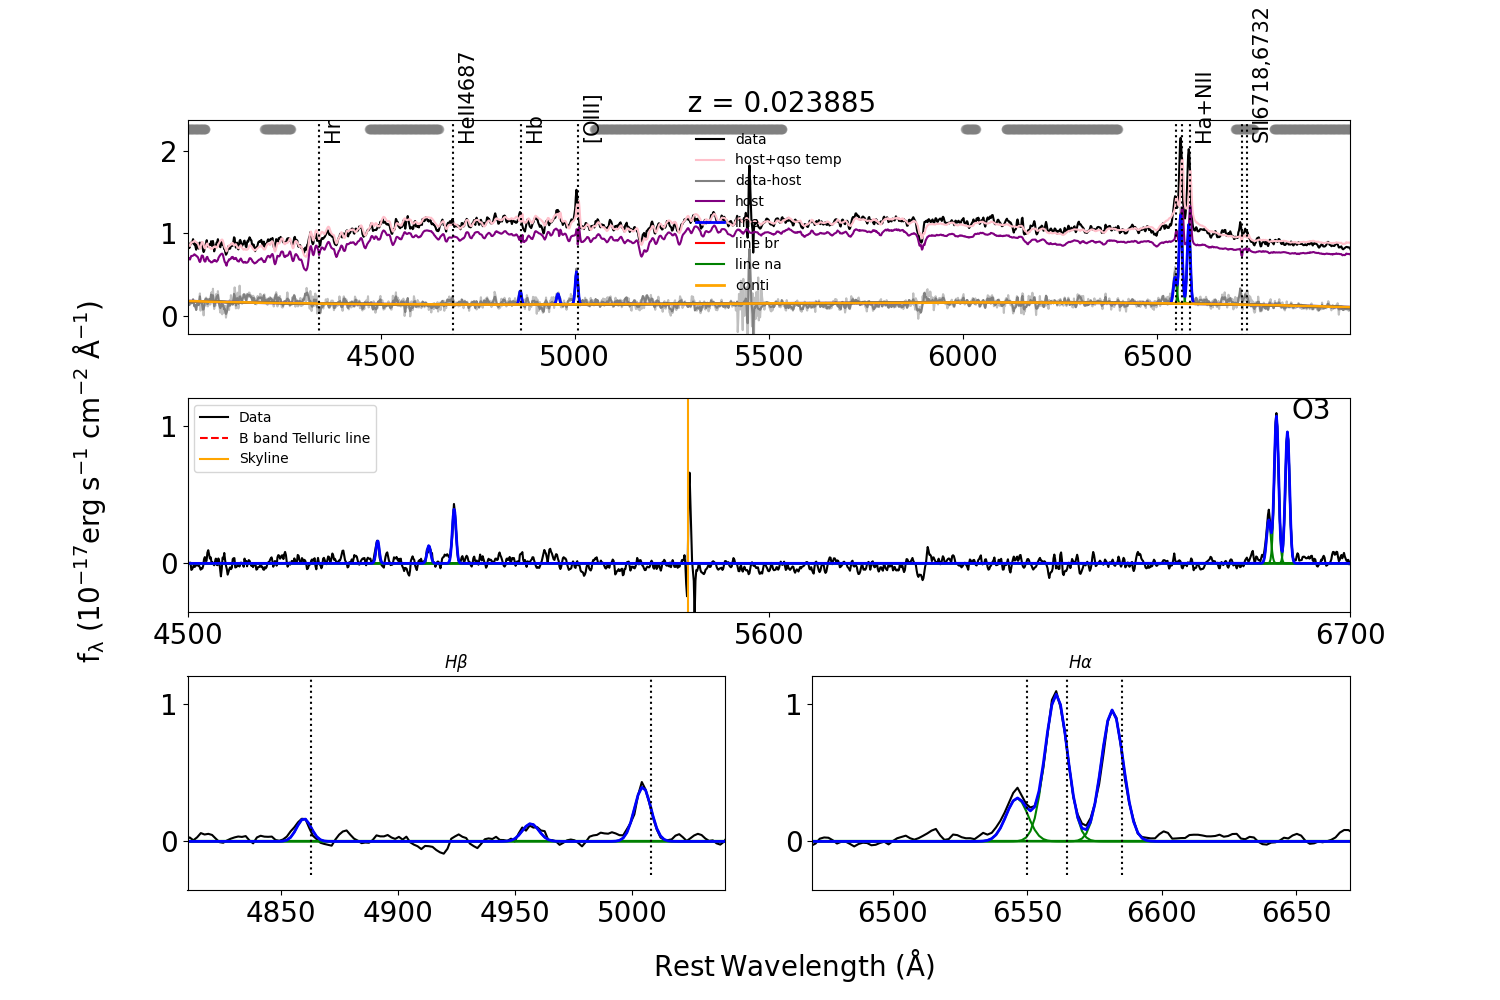 z = 0.023885
Hr
HeII4687
Hb
[OIII]
Ha+NII
SII6718,6732
data
host+qso temp
data-host
host
line
line br
line na
conti
2
1
0
4500
5000
5500
6000
6500
fλ (10⁻¹⁷erg s⁻¹ cm⁻² Å⁻¹)
Data
B band Telluric line
Skyline
O3
1
0
4500
5600
6700
Hβ
1
0
4850
4900
4950
5000
Hα
1
0
6500
6550
6600
6650
Rest Wavelength (Å)